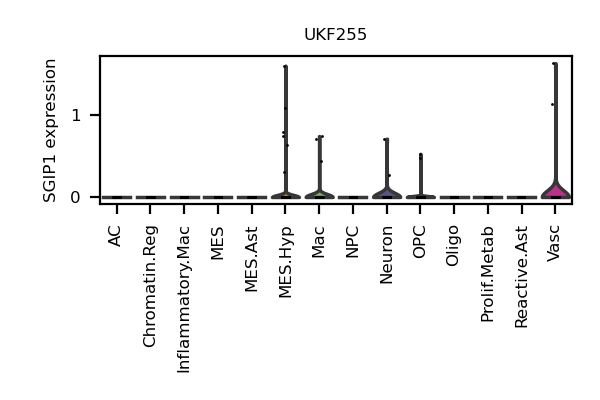 UKF255
SGIP1 expression
1
0
AC
Chromatin.Reg
Inflammatory.Mac
MES
MES.Ast
MES.Hyp
Mac
NPC
Neuron
OPC
Oligo
Prolif.Metab
Reactive.Ast
Vasc